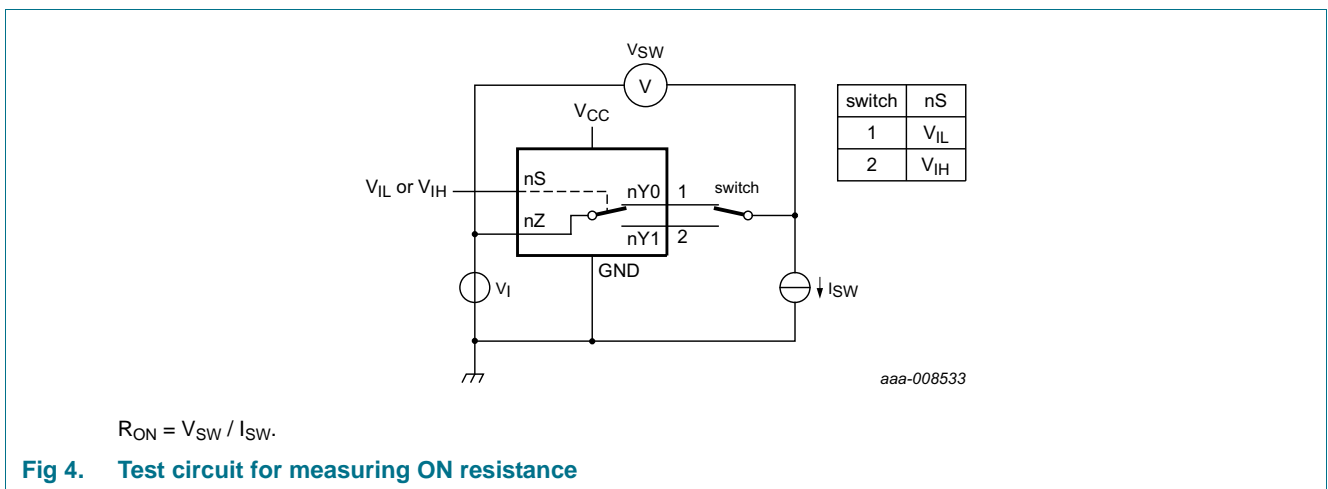 VSW
V
VCC
switch nS
1 VIL
2 VIH
VIL or VIH
nS
nY0 1 switch
nZ
nY1 2
GND
VI
ISW
aaa-008533
RON = VSW / ISW.
Fig 4. Test circuit for measuring ON resistance